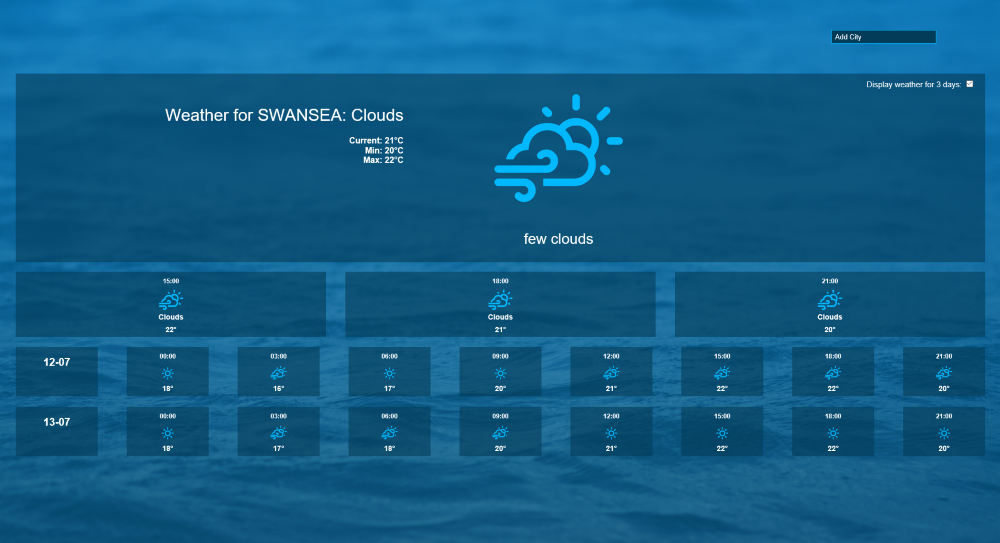 Add City
Display weather for 3 days:
Weather for SWANSEA: Clouds
Current: 21°C
Min: 20°C
Max: 22°C
few clouds
15:00 18:00 21:00
Clouds Clouds Clouds
22° 21° 20°
12-07 00:00 03:00 06:00 09:00 12:00 15:00 18:00 21:00
18° 16° 17° 20° 21° 22° 22° 20°
13-07 00:00 03:00 06:00 09:00 12:00 15:00 18:00 21:00
18° 17° 18° 20° 21° 22° 22° 20°